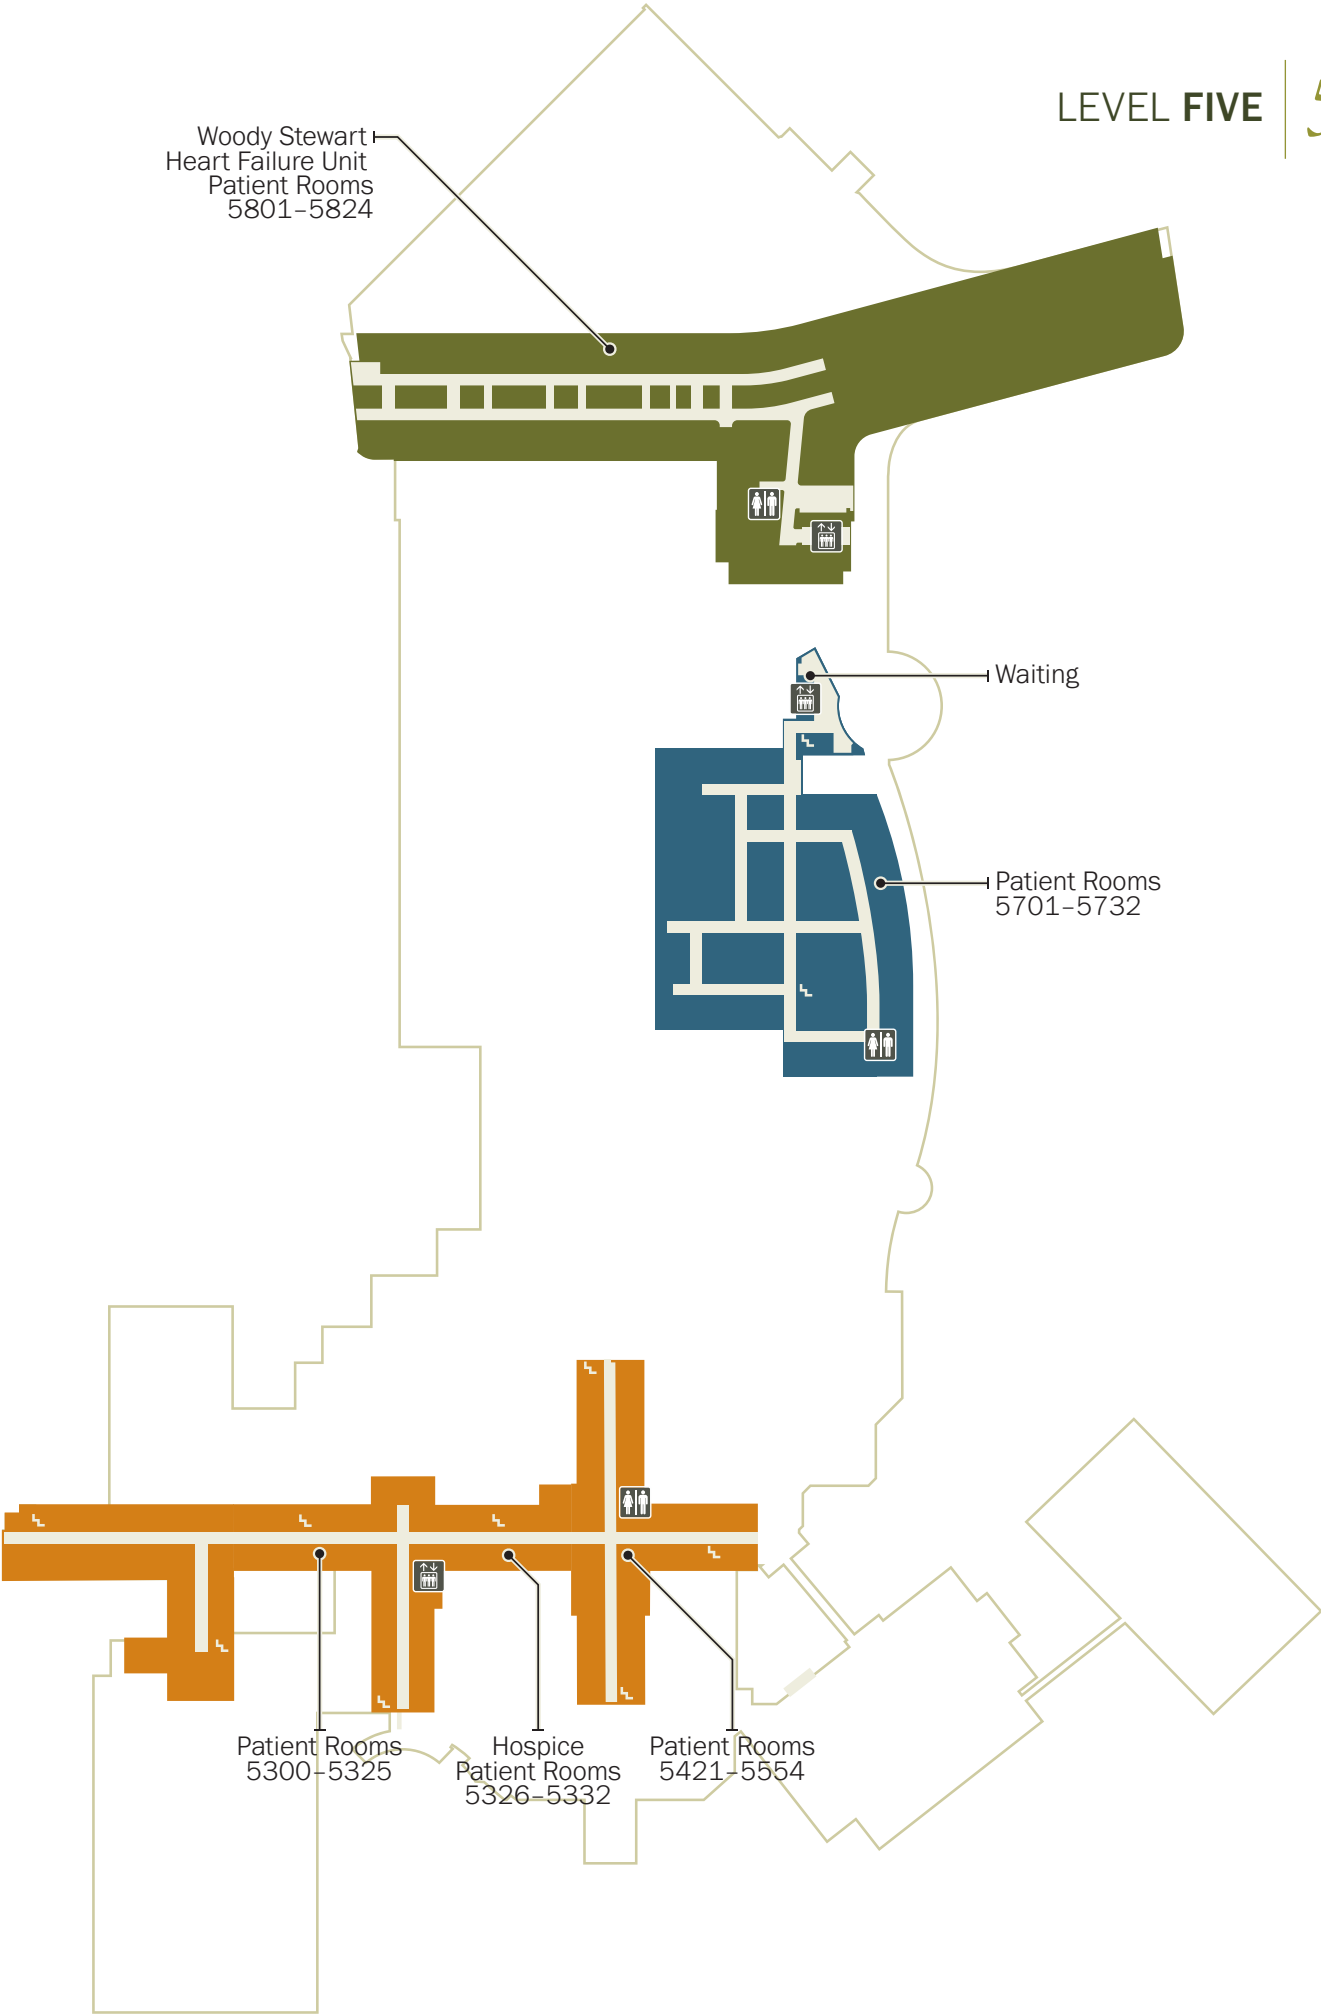 LEVEL FIVE
Woody Stewart
Heart Failure Unit
Patient Rooms
5801–5824
Waiting
Patient Rooms
5701–5732
Patient Rooms
5300–5325
Hospice
Patient Rooms
5326–5332
Patient Rooms
5421–5554